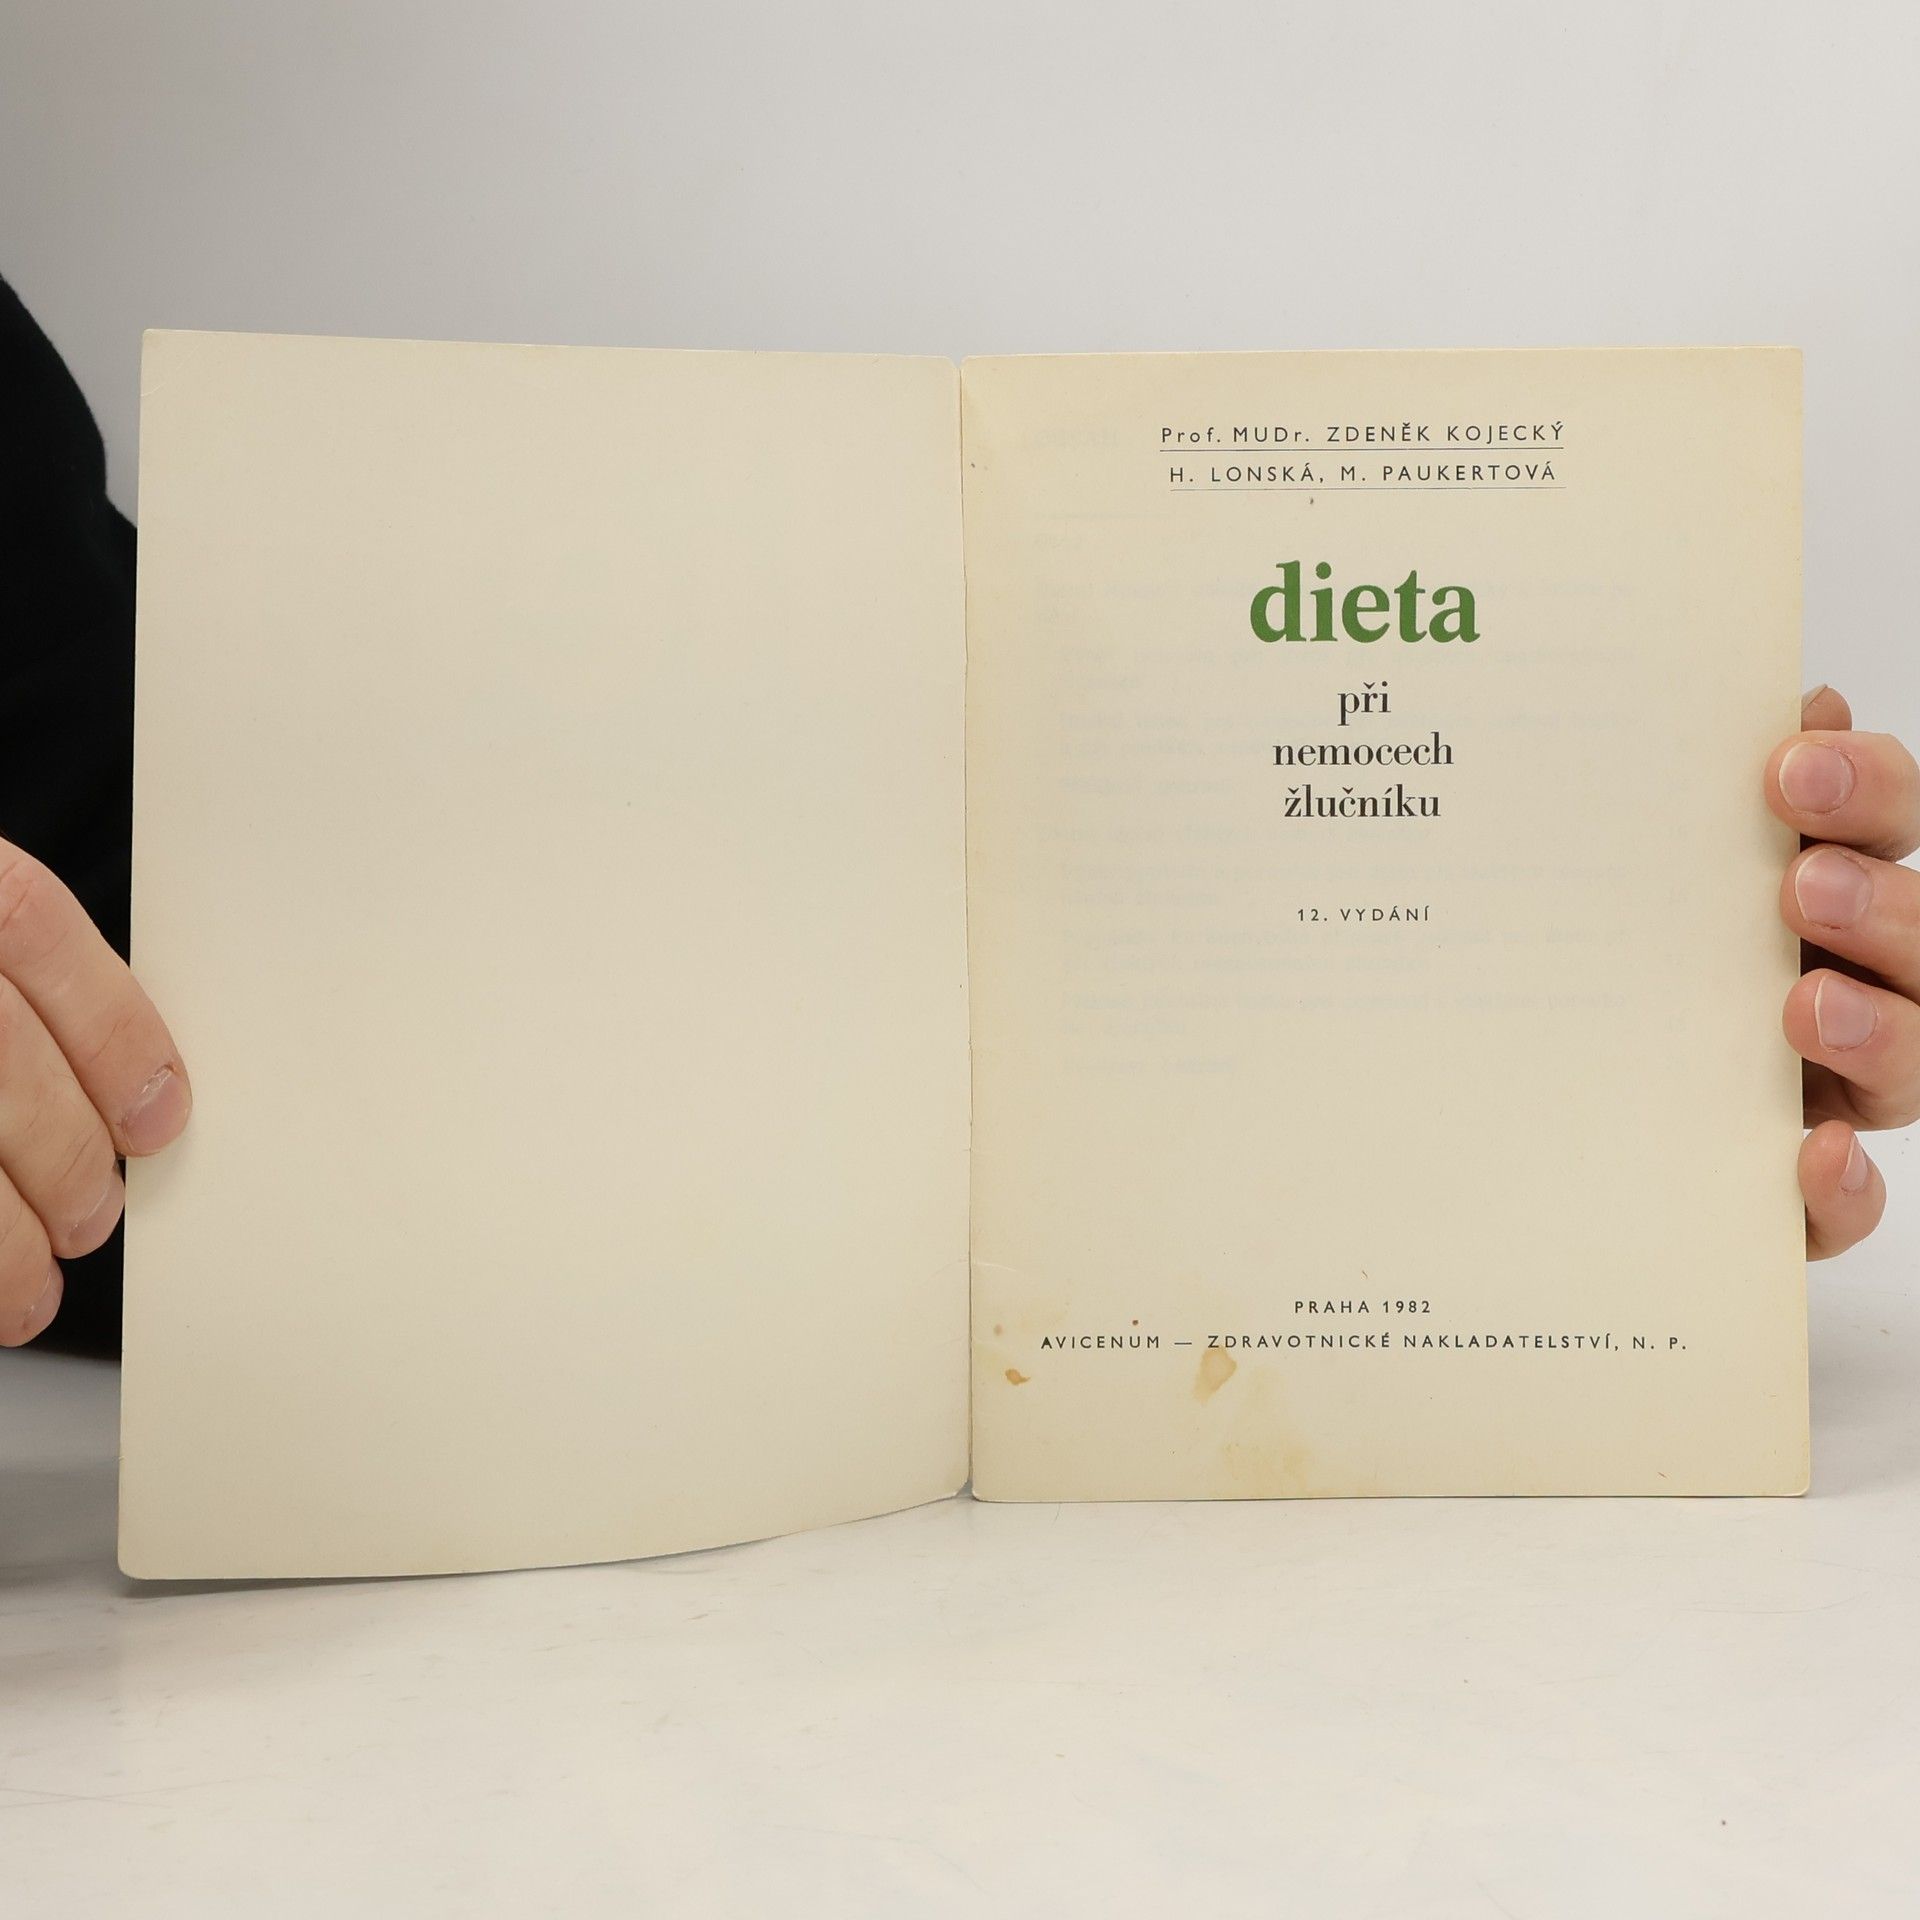 Prof. MUDr. ZDENĚK KOJECKÝ
H. LONSKÁ, M. PAUKERTOVÁ
dieta
při
nemocech
žlučníku
12. VYDÁNÍ
PRAHA 1982
AVICENUM — ZDRAVOTNICKÉ NAKLADATELSTVÍ, N. P.